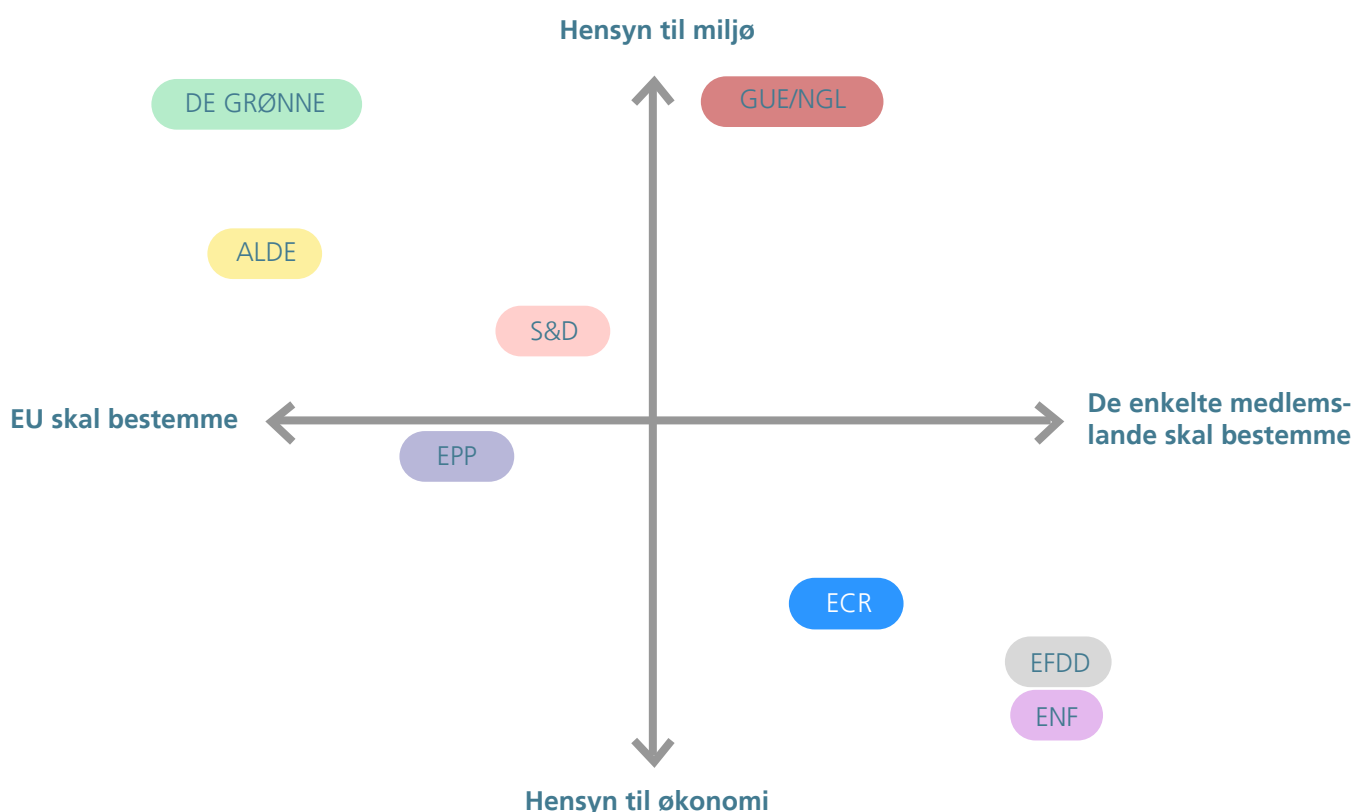 Hensyn til miljø
DE GRØNNE
GUE/NGL
ALDE
S&D
EU skal bestemme
De enkelte medlems-
lande skal bestemme
EPP
ECR
EFDD
ENF
Hensyn til økonomi